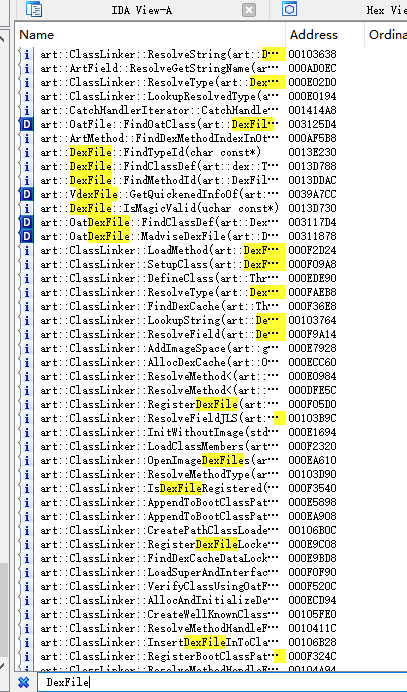 IDA View-A Hex Vie
Name Address Ordina
art::ClassLinker::ResolveString(art::D… 00103638
art::ArtField::ResolveGetStringName(ar… 000AD0EC
art::ClassLinker::ResolveType(art::Dex… 000E02D0
art::ClassLinker::LookupResolvedType(a… 000E0194
art::CatchHandlerIterator::CatchHandle… 001414A8
art::OatFile::FindOatClass(art::DexFil… 003125D4
art::ArtMethod::FindDexMethodIndexInOt… 000AF5B8
art::DexFile::FindTypeId(char const*) 0013E230
art::DexFile::FindClassDef(art::dex::T… 0013D788
art::DexFile::FindMethodId(art::DexFil… 0013DDAC
art::VdexFile::GetQuickenedInfoOf(art:… 0039A7CC
art::DexFile::IsMagicValid(uchar const*) 0013D730
art::OatDexFile::FindClassDef(art::Dex… 003117D4
art::OatDexFile::MadviseDexFile(art::D… 00311878
art::ClassLinker::LoadMethod(art::DexF… 000F2D24
art::ClassLinker::SetupClass(art::DexF… 000F09A8
art::ClassLinker::DefineClass(art::Thr… 000EDE90
art::ClassLinker::ResolveType(art::Dex… 000FAEB8
art::ClassLinker::FindDexCache(art::Th… 000F36E8
art::ClassLinker::LookupString(art::De… 00103764
art::ClassLinker::ResolveField(art::De… 000F9A14
art::ClassLinker::AddImageSpace(art::g… 000E7928
art::ClassLinker::AllocDexCache(art::O… 000ECC60
art::ClassLinker::ResolveMethod<(art::… 000E0984
art::ClassLinker::ResolveMethod<(art::… 000DFE5C
art::ClassLinker::RegisterDexFile(art:… 000F05D0
art::ClassLinker::ResolveFieldJLS(art:… 00103B9C
art::ClassLinker::InitWithoutImage(std… 000E1694
art::ClassLinker::LoadClassMembers(art… 000F2320
art::ClassLinker::OpenImageDexFiles(ar… 000EA610
art::ClassLinker::ResolveMethodType(ar… 00103D90
art::ClassLinker::IsDexFileRegistered(… 000F3540
art::ClassLinker::AppendToBootClassPat… 000E5898
art::ClassLinker::AppendToBootClassPat… 000EA908
art::ClassLinker::CreatePathClassLoade… 00106B0C
art::ClassLinker::RegisterDexFileLocke… 000E9C08
art::ClassLinker::FindDexCacheDataLock… 000E9BD8
art::ClassLinker::LoadSuperAndInterfac… 000F0F90
art::ClassLinker::VerifyClassUsingOatF… 000F520C
art::ClassLinker::AllocAndInitializeDe… 000ECD94
art::ClassLinker::CreateWellKnownClass… 00105FE0
art::ClassLinker::ResolveMethodHandleF… 0010411C
art::ClassLinker::InsertDexFileInToCla… 00106B28
art::ClassLinker::RegisterBootClassPat… 000F324C
art::ClassLinker::ResolveMethodHandleF… 00104A94
DexFile